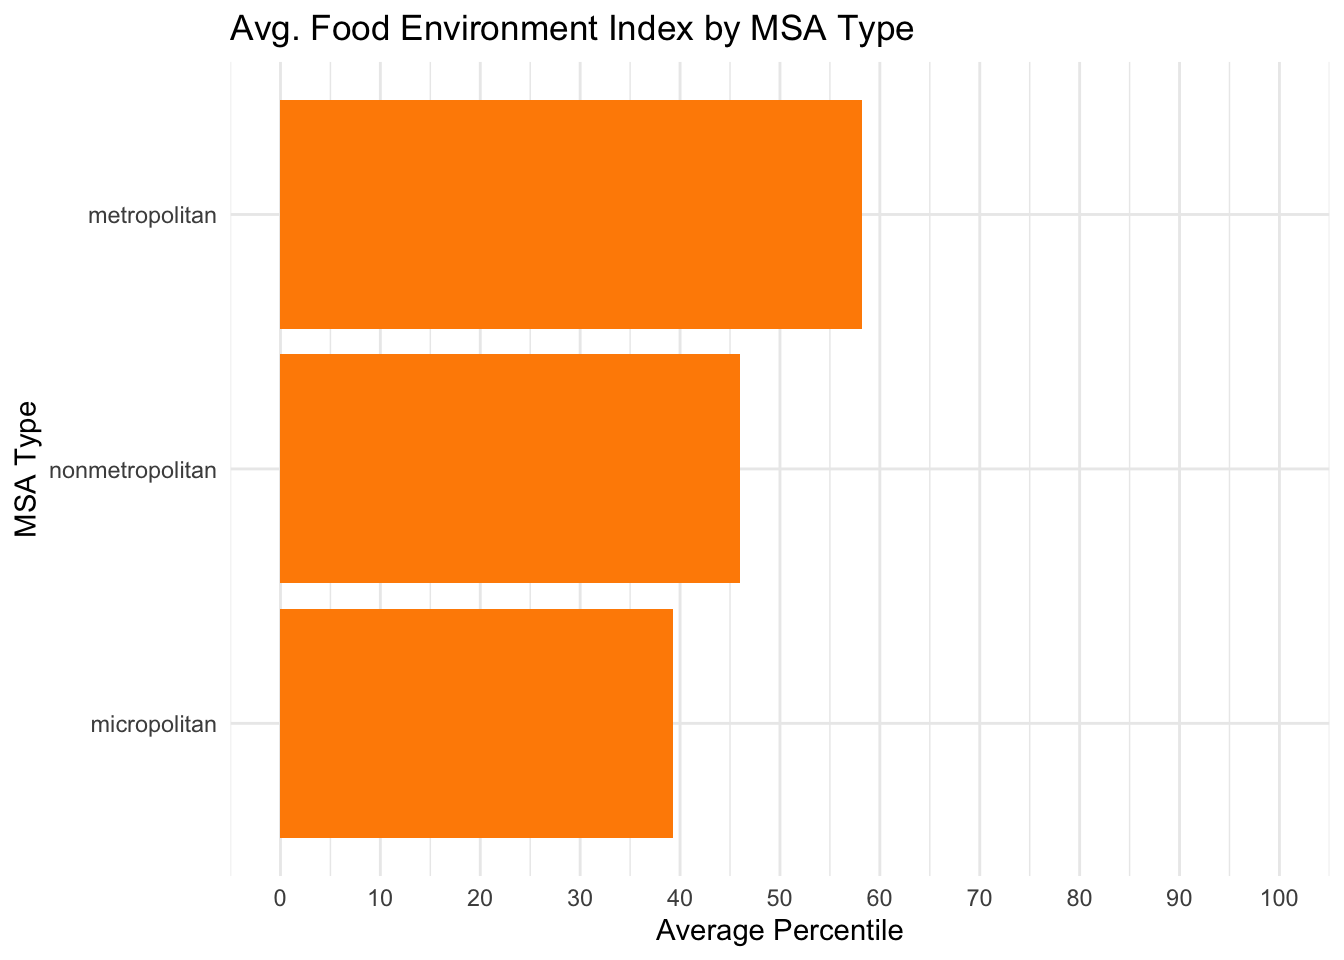 Avg. Food Environment Index by MSA Type
metropolitan
nonmetropolitan
micropolitan
MSA Type
0 10 20 30 40 50 60 70 80 90 100
Average Percentile